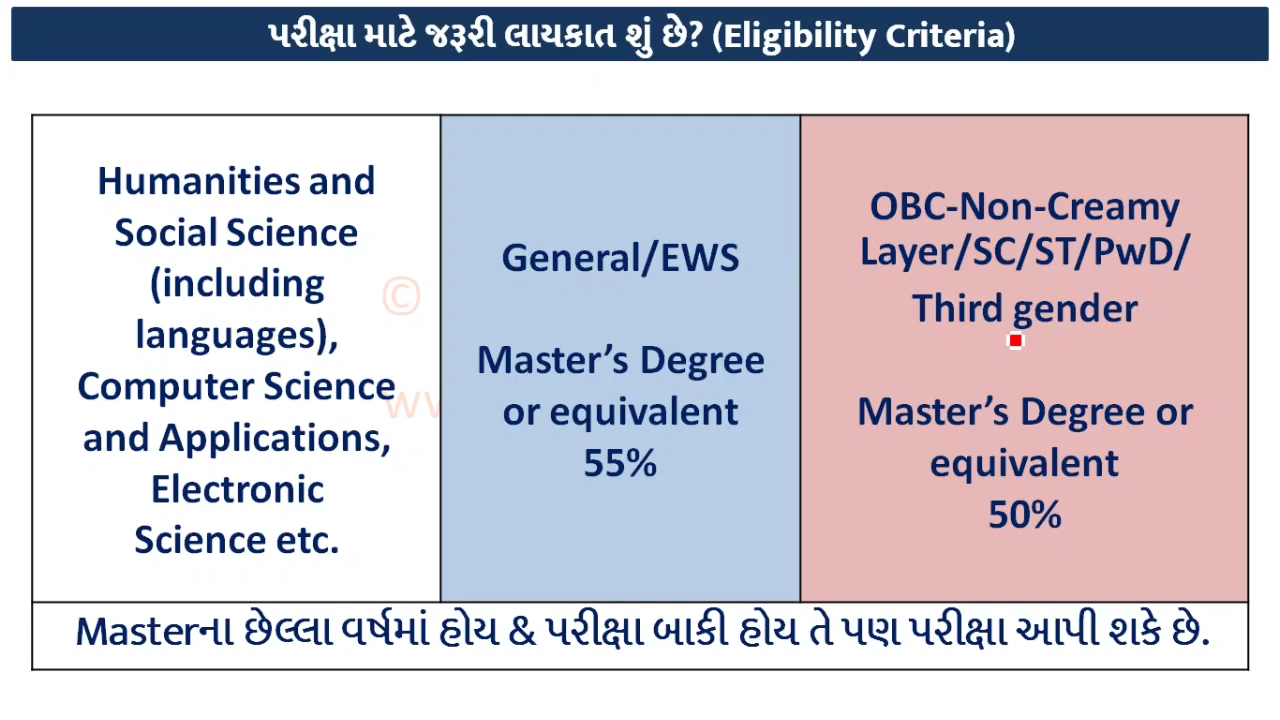 પરીક્ષા માટે જરૂરી લાયકાત શું છે? (Eligibility Criteria)
Humanities and
Social Science
(including
languages),
Computer Science
and Applications,
Electronic
Science etc.
General/EWS
Master’s Degree
or equivalent
55%
OBC-Non-Creamy
Layer/SC/ST/PwD/
Third gender
Master’s Degree or
equivalent
50%
©
Masterના છેલ્લા વર્ષમાં હોય & પરીક્ષા બાકી હોય તે પણ પરીક્ષા આપી શકે છે.